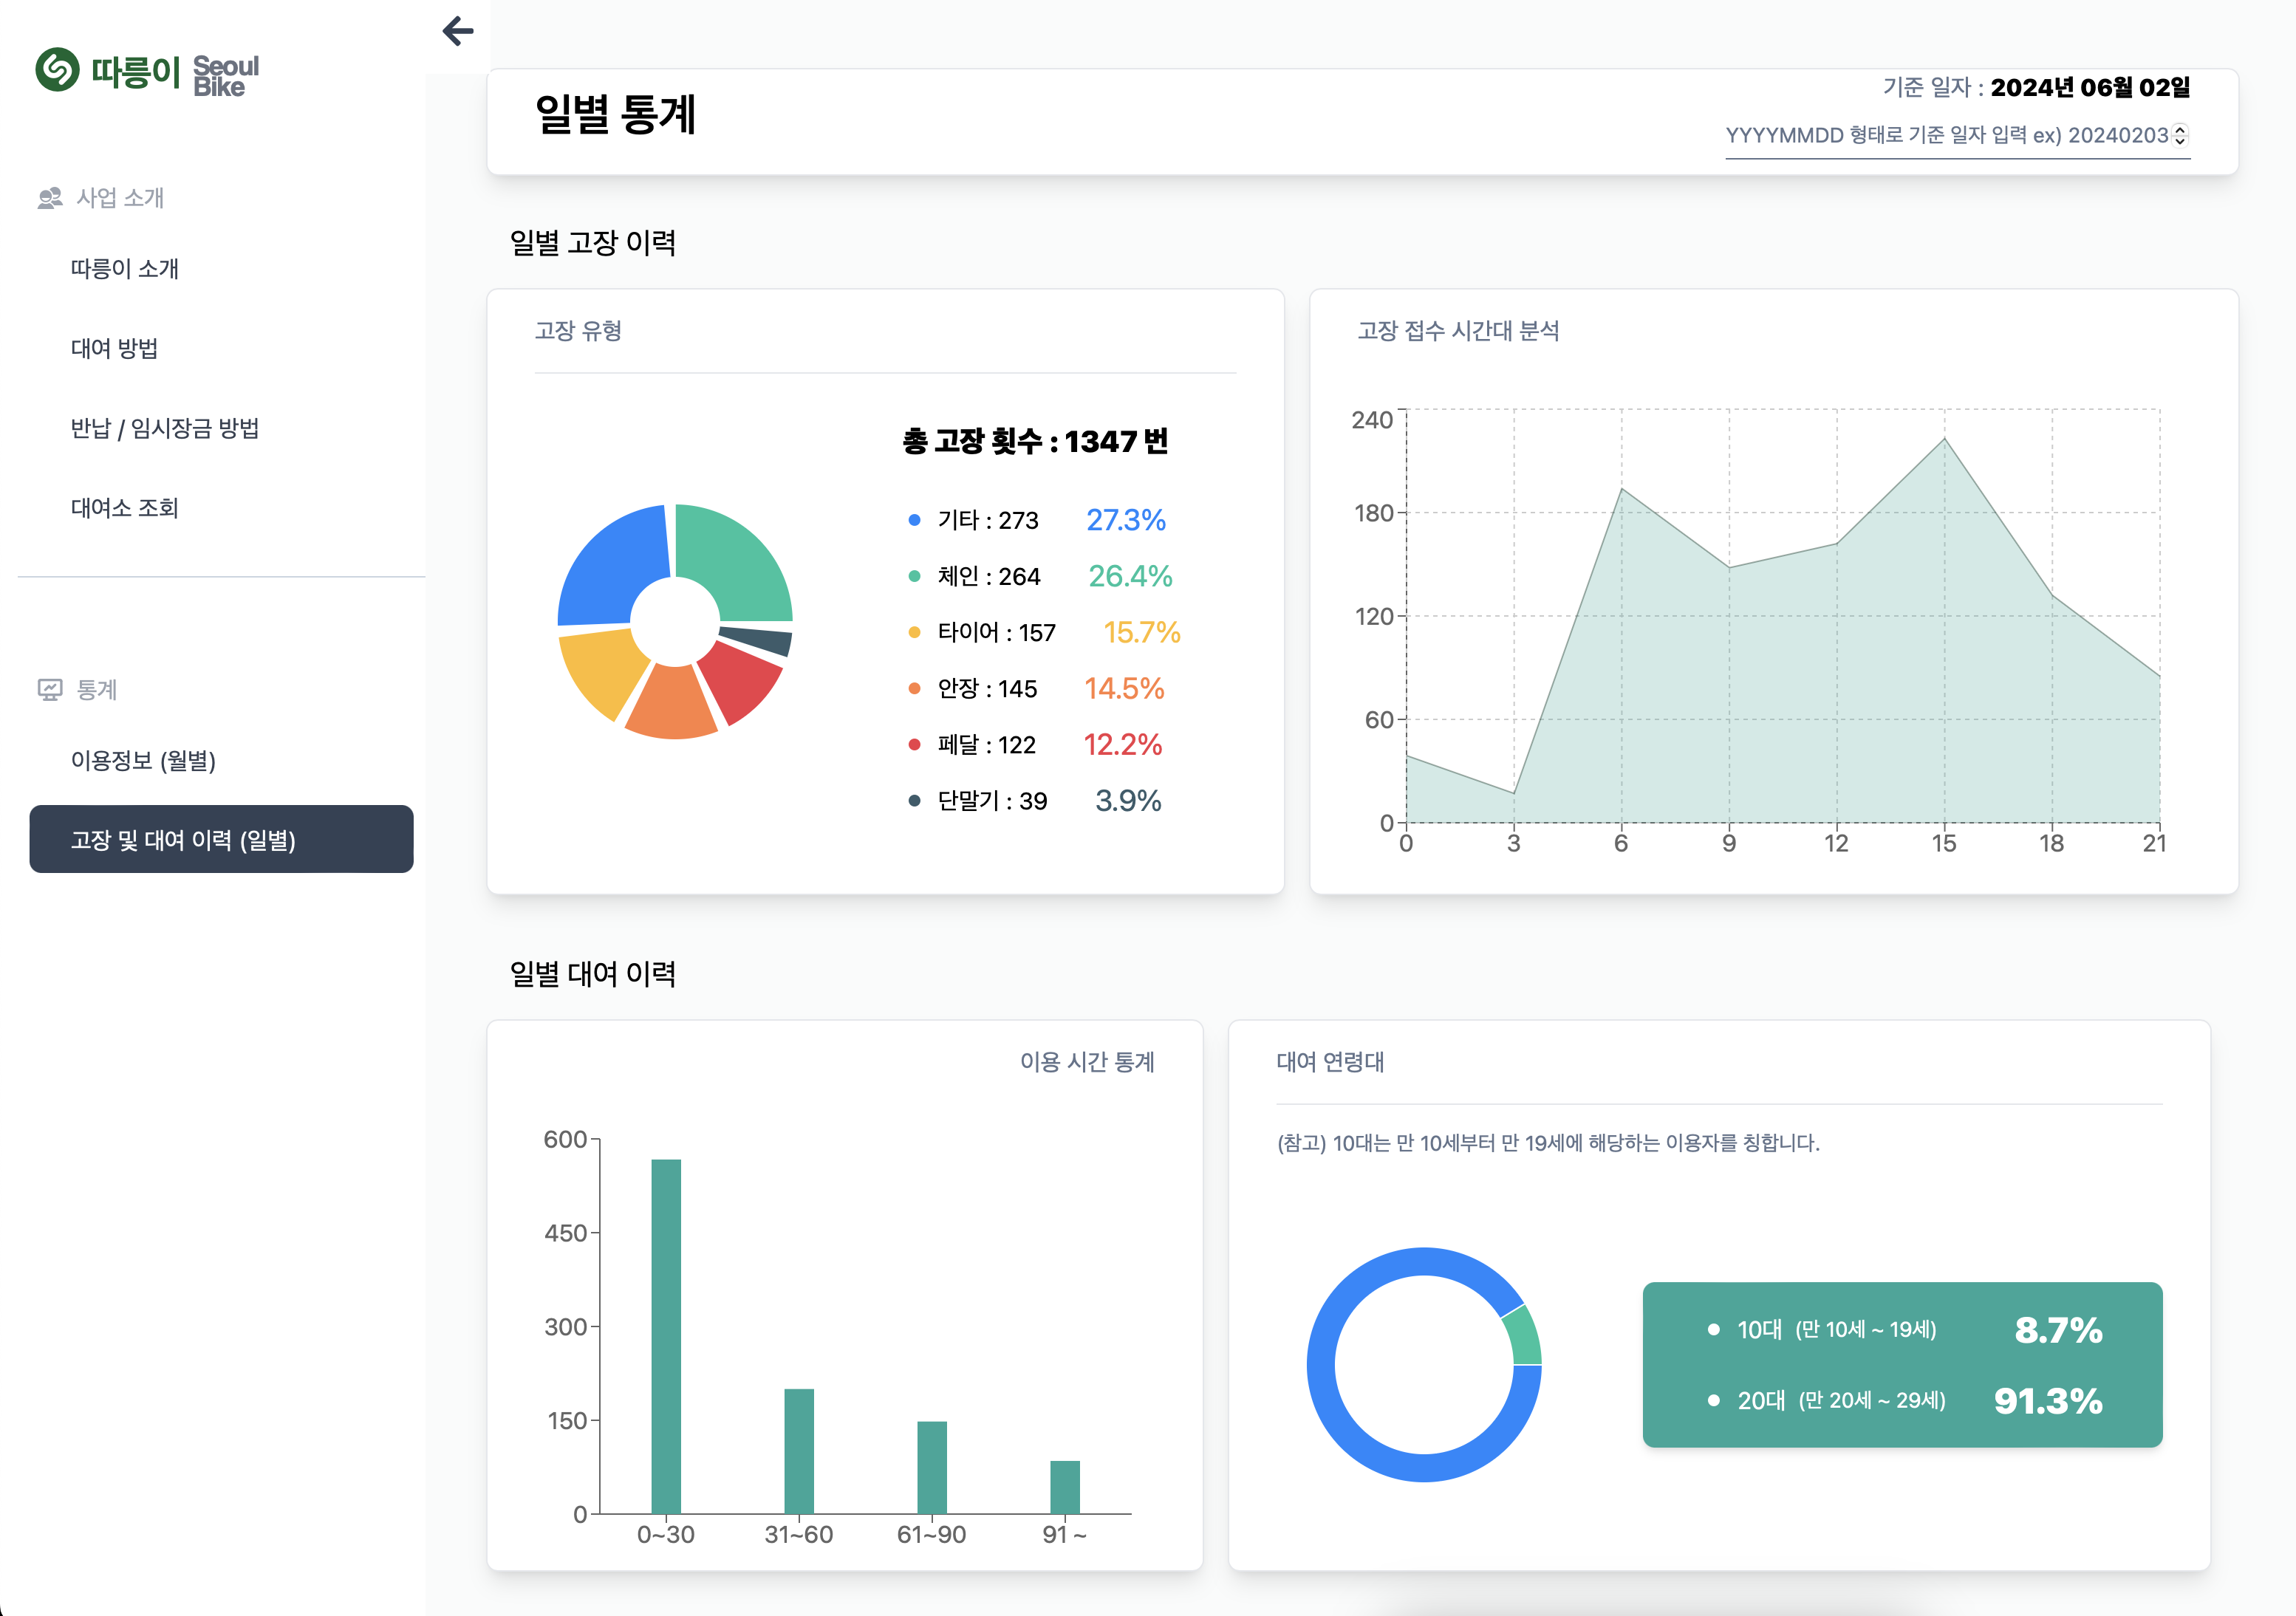 따릉이 Seoul Bike
사업 소개
따릉이 소개
대여 방법
반납 / 임시장금 방법
대여소 조회
통계
이용정보 (월별)
고장 및 대여 이력 (일별)
일별 통계
기준 일자 : 2024년 06월 02일
YYYYMMDD 형태로 기준 일자 입력 ex) 20240203
일별 고장 이력
고장 유형
총 고장 횟수 : 1347 번
기타 : 273 27.3%
체인 : 264 26.4%
타이어 : 157 15.7%
안장 : 145 14.5%
페달 : 122 12.2%
단말기 : 39 3.9%
고장 접수 시간대 분석
240
180
120
60
0
0 3 6 9 12 15 18 21
일별 대여 이력
이용 시간 통계
600
450
300
150
0
0~30 31~60 61~90 91 ~
대여 연령대
(참고) 10대는 만 10세부터 만 19세에 해당하는 이용자를 칭합니다.
10대 (만 10세 ~ 19세) 8.7%
20대 (만 20세 ~ 29세) 91.3%